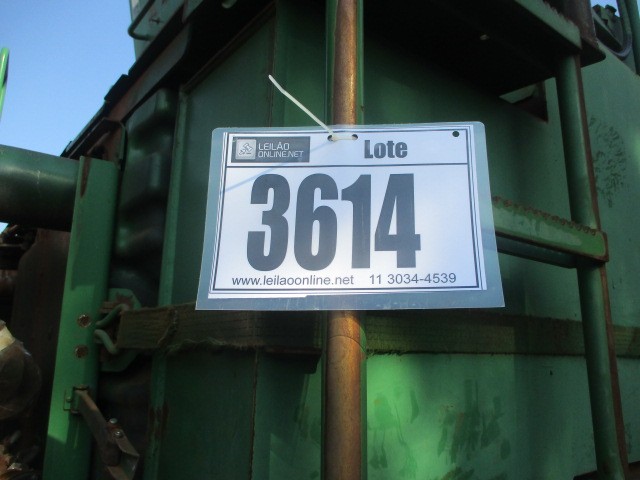 LEILÃO
ONLINE.NET
Lote
3614
www.leilaoonline.net 11 3034-4539